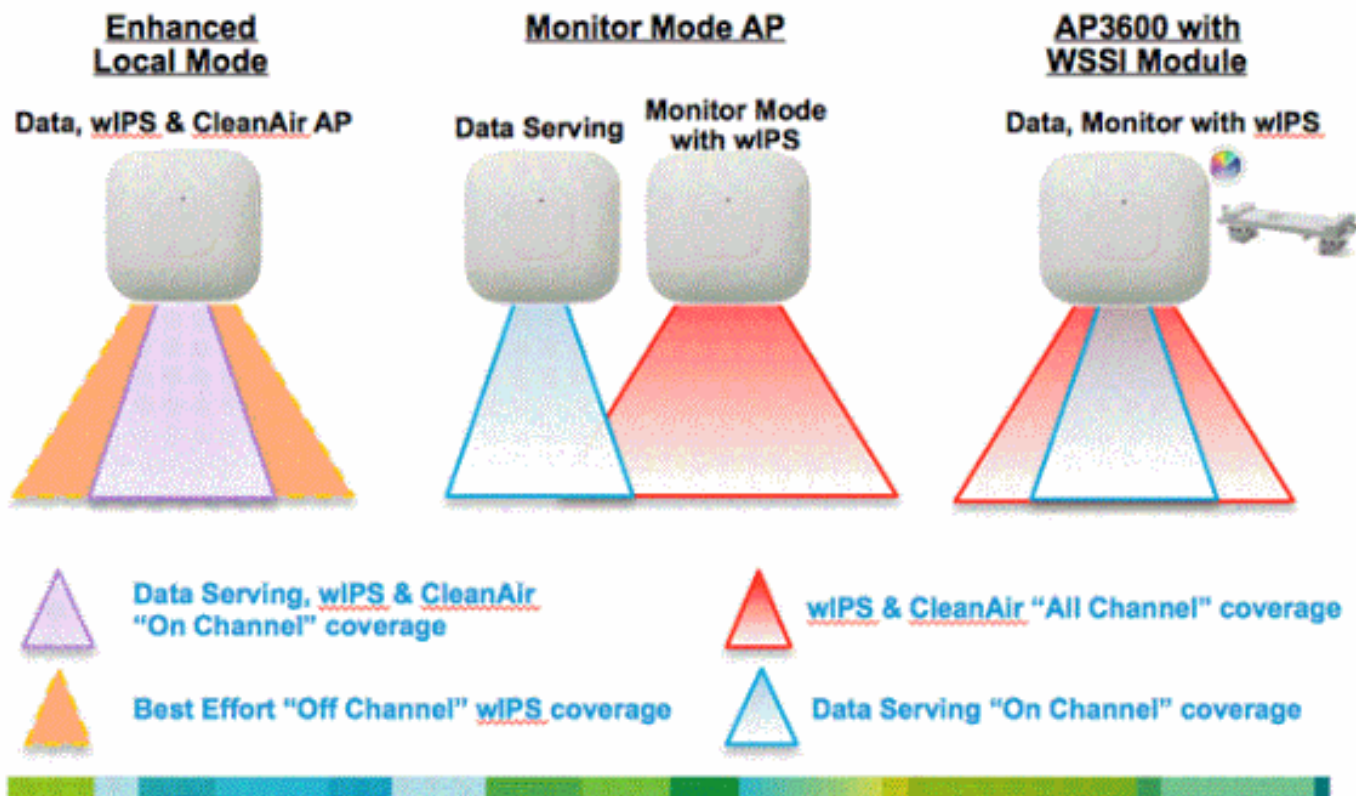 Enhanced
Local Mode
Data, wIPS & CleanAir AP
Monitor Mode AP
Data Serving
Monitor Mode
with wIPS
AP3600 with
WSSI Module
Data, Monitor with wIPS
Data Serving, wIPS & CleanAir
“On Channel” coverage
wIPS & CleanAir “All Channel” coverage
Best Effort “Off Channel” wIPS coverage
Data Serving “On Channel” coverage